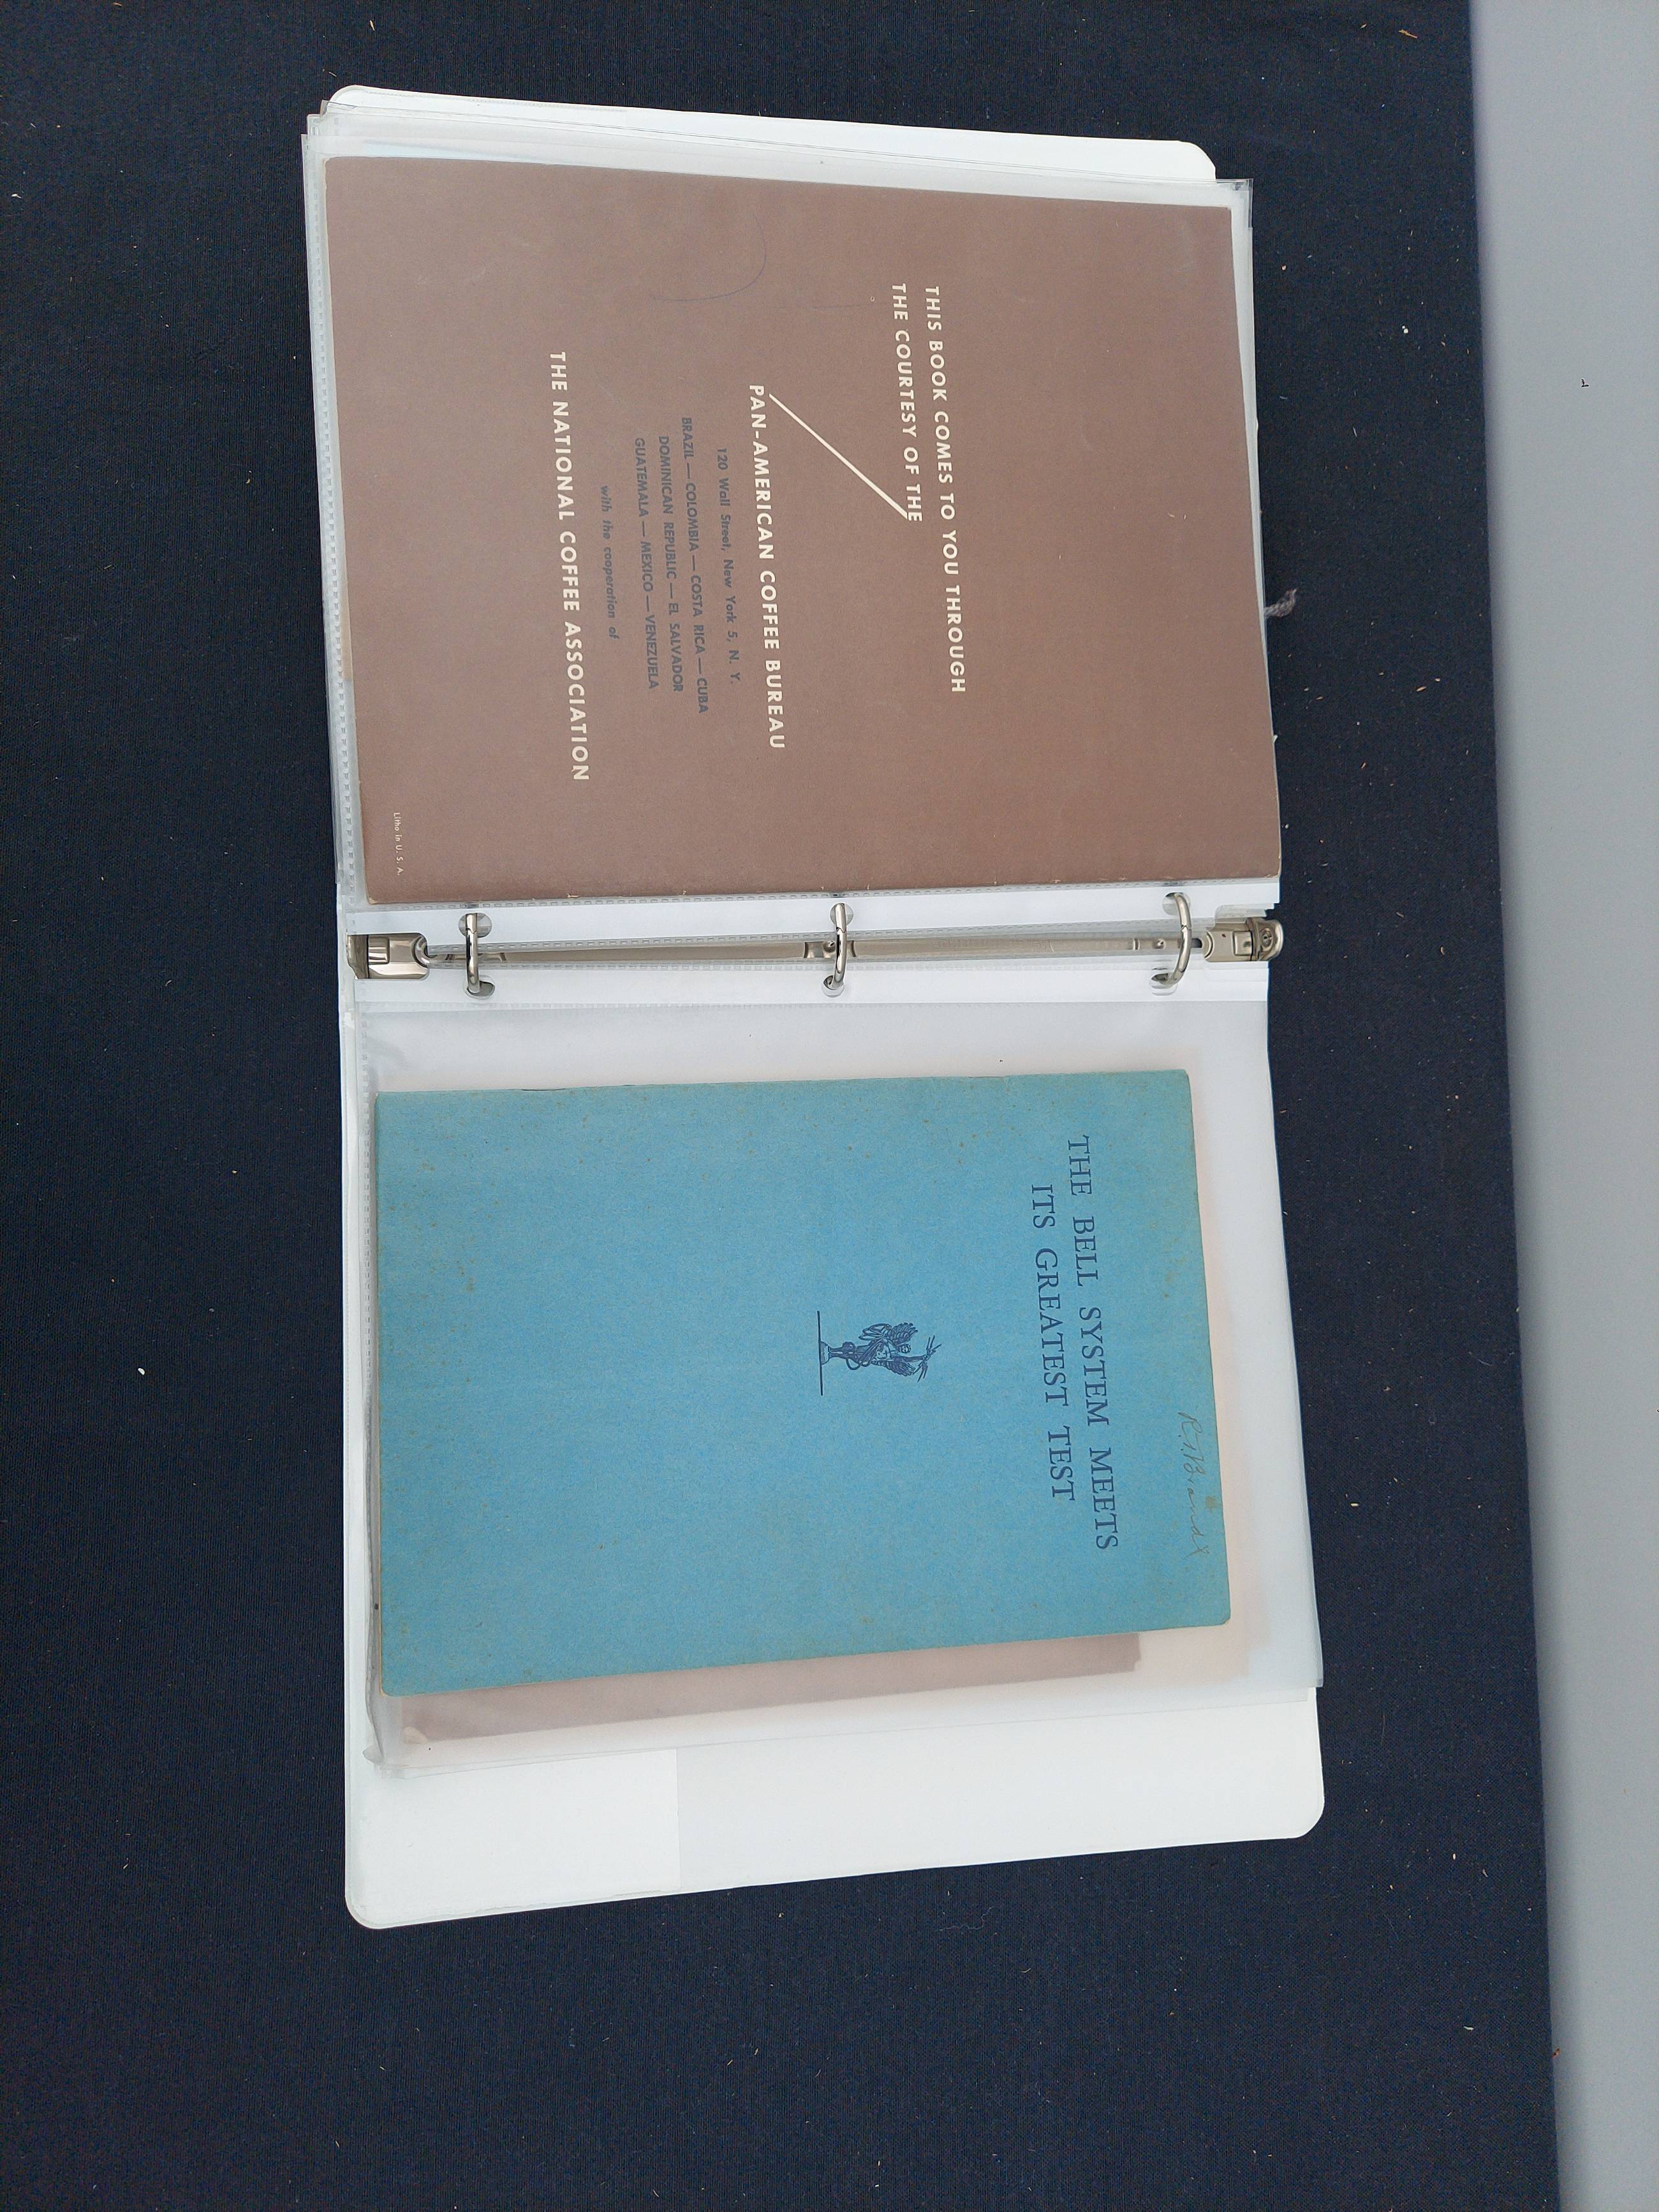 THIS BOOK COMES TO YOU THROUGH
THE COURTESY OF THE
PAN-AMERICAN COFFEE BUREAU
120 Wall Street, New York 5, N. Y.
BRAZIL — COLOMBIA — COSTA RICA — CUBA
DOMINICAN REPUBLIC — EL SALVADOR
GUATEMALA — MEXICO — VENEZUELA
with the cooperation of
THE NATIONAL COFFEE ASSOCIATION
Litho in U. S. A.
THE BELL SYSTEM MEETS
ITS GREATEST TEST